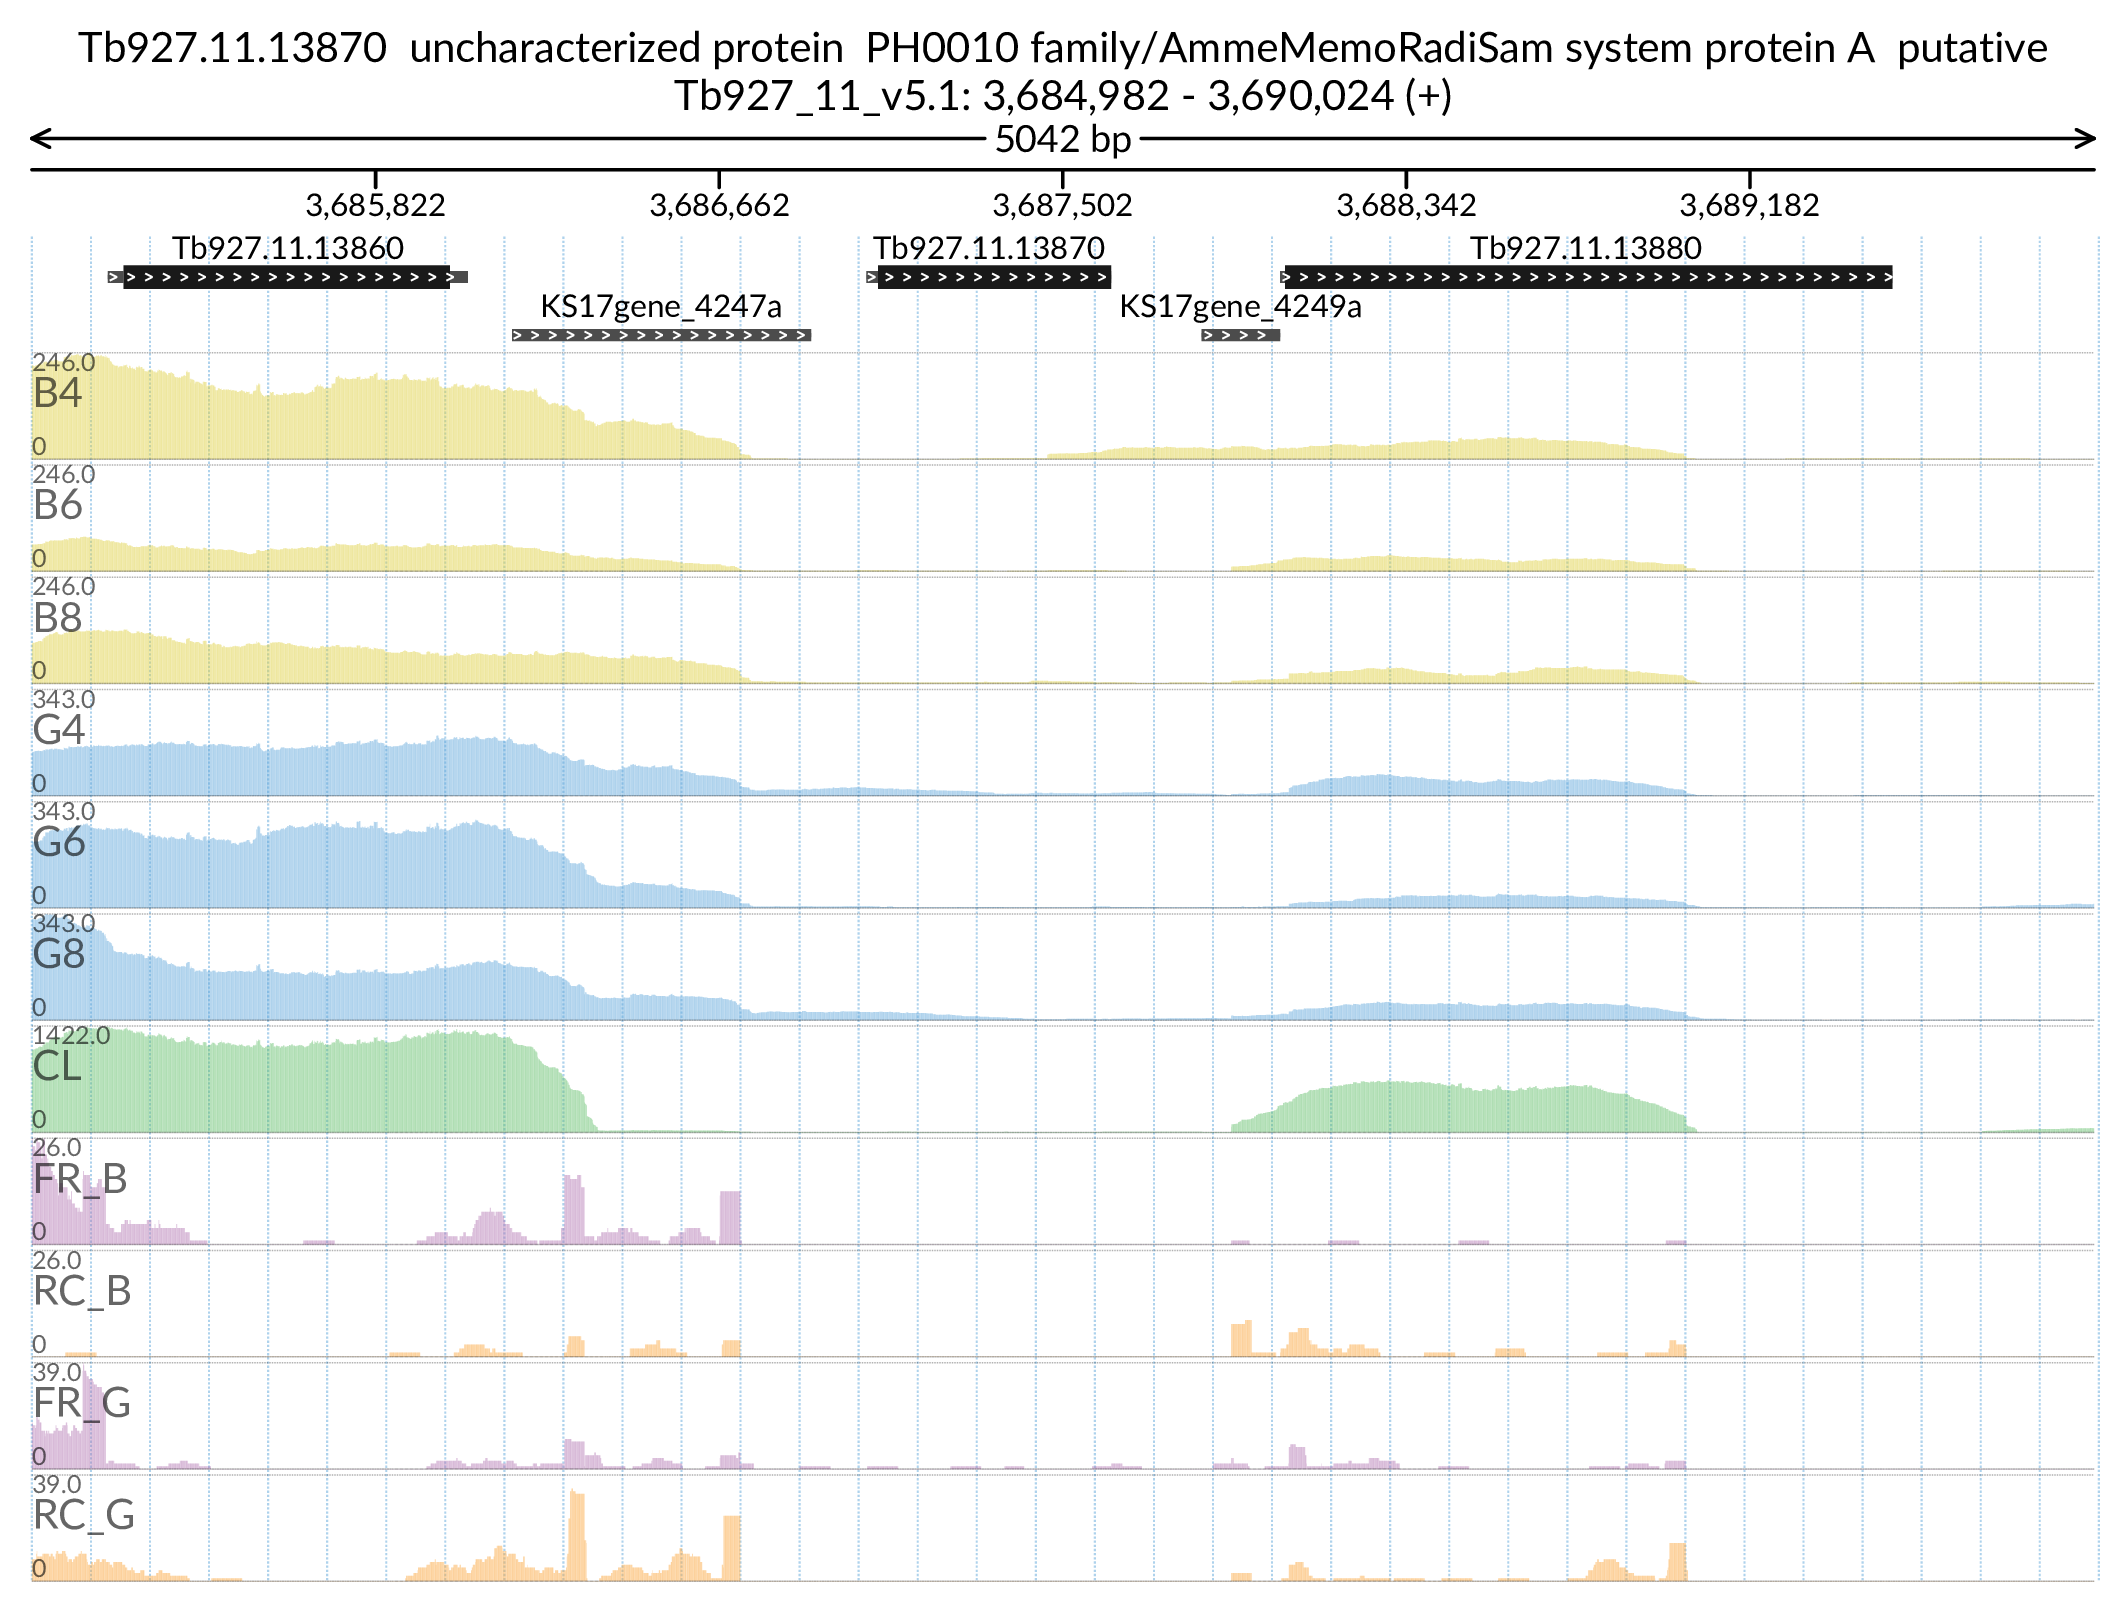 Tb927.11.13870  uncharacterized protein  PH0010 family/AmmeMemoRadiSam system protein A  putative
Tb927_11_v5.1: 3,684,982 - 3,690,024 (+)
5042 bp
3,685,822 3,686,662 3,687,502 3,688,342 3,689,182
Tb927.11.13860 Tb927.11.13870 Tb927.11.13880
KS17gene_4247a KS17gene_4249a
246.0
B4
0
246.0
B6
0
246.0
B8
0
343.0
G4
0
343.0
G6
0
343.0
G8
0
1422.0
CL
0
26.0
FR_B
0
26.0
RC_B
0
39.0
FR_G
0
39.0
RC_G
0